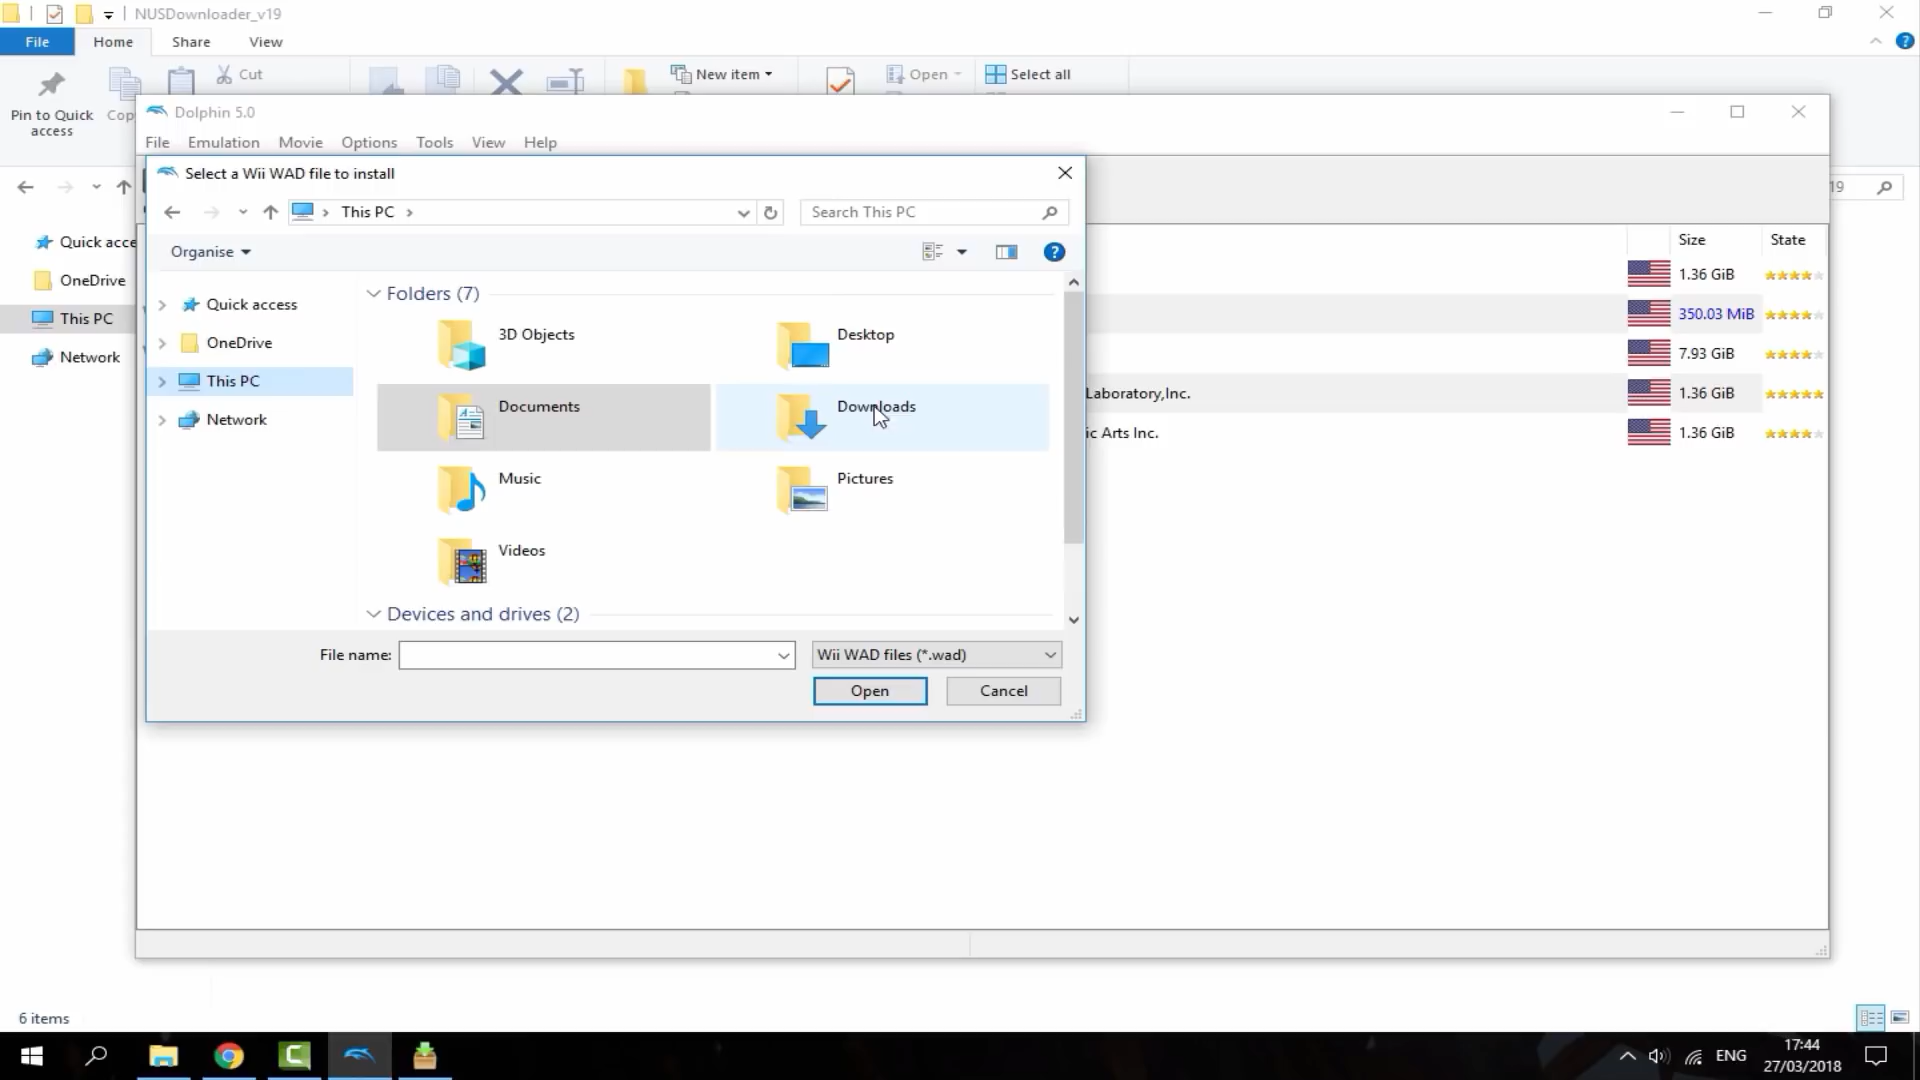 NUSDownloader_v19
File Home Share View
Cut
New item
Open
Select all
Pin to Quick access
Dolphin 5.0
File Emulation Movie Options Tools View Help
Select a Wii WAD file to install
This PC
Search This PC
19
Organise
Quick acce
OneDrive
This PC
Network
Quick access
OneDrive
This PC
Network
Folders (7)
3D Objects
Desktop
Documents
Downloads
Music
Pictures
Videos
Devices and drives (2)
File name:
Wii WAD files (*.wad)
Open
Cancel
Size State
1.36 GiB
350.03 MiB
7.93 GiB
Laboratory,Inc. 1.36 GiB
ic Arts Inc. 1.36 GiB
6 items
ENG
17:44
27/03/2018